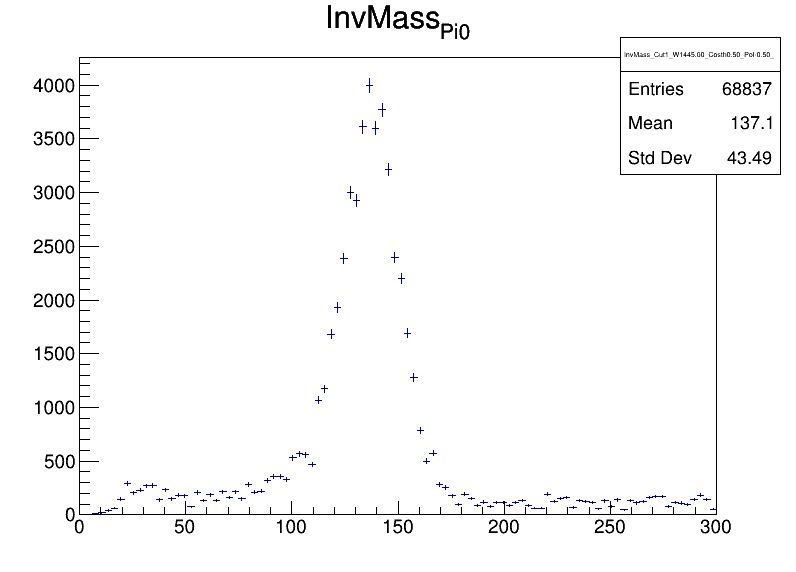 InvMass_Pi0
InvMass_Cut1_W1445.00_Costh0.50_Pol-0.50_
Entries 68837
Mean 137.1
Std Dev 43.49
4000
3500
3000
2500
2000
1500
1000
500
0
0 50 100 150 200 250 300